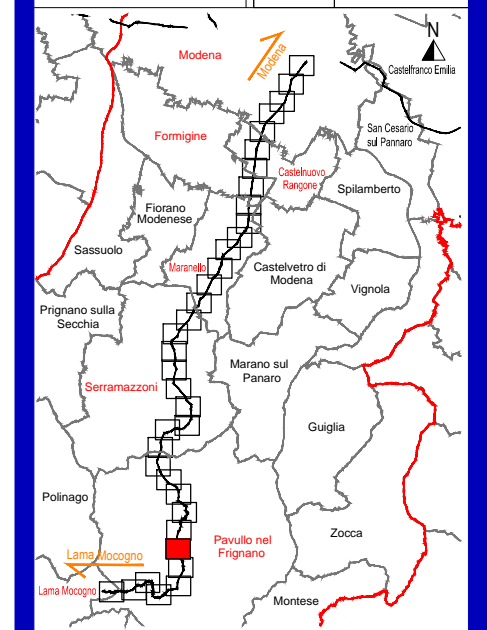 N
Modena
Modena
Castelfranco Emilia
San Cesario
sul Pannaro
Formigine
Castelnuovo
Rangone
Spilamberto
Fiorano
Modenese
Sassuolo
Maranello
Castelvetro di
Modena
Vignola
Prignano sulla
Secchia
Marano sul
Panaro
Serramazzoni
Guiglia
Polinago
Zocca
Pavullo nel
Frignano
Lama Mocogno
Lama Mocogno
Montese